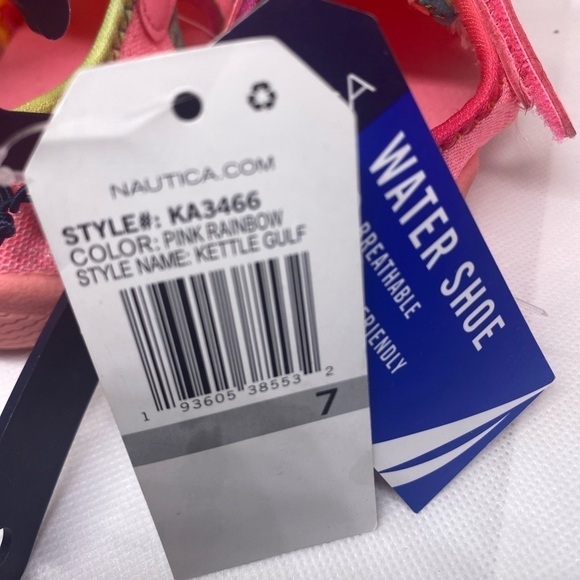 NAUTICA.COM
STYLE#: KA3466
COLOR: PINK RAINBOW
STYLE NAME: KETTLE GULF
1 93605 38553 2
7
A
WATER SHOE
BREATHABLE
FRIENDLY